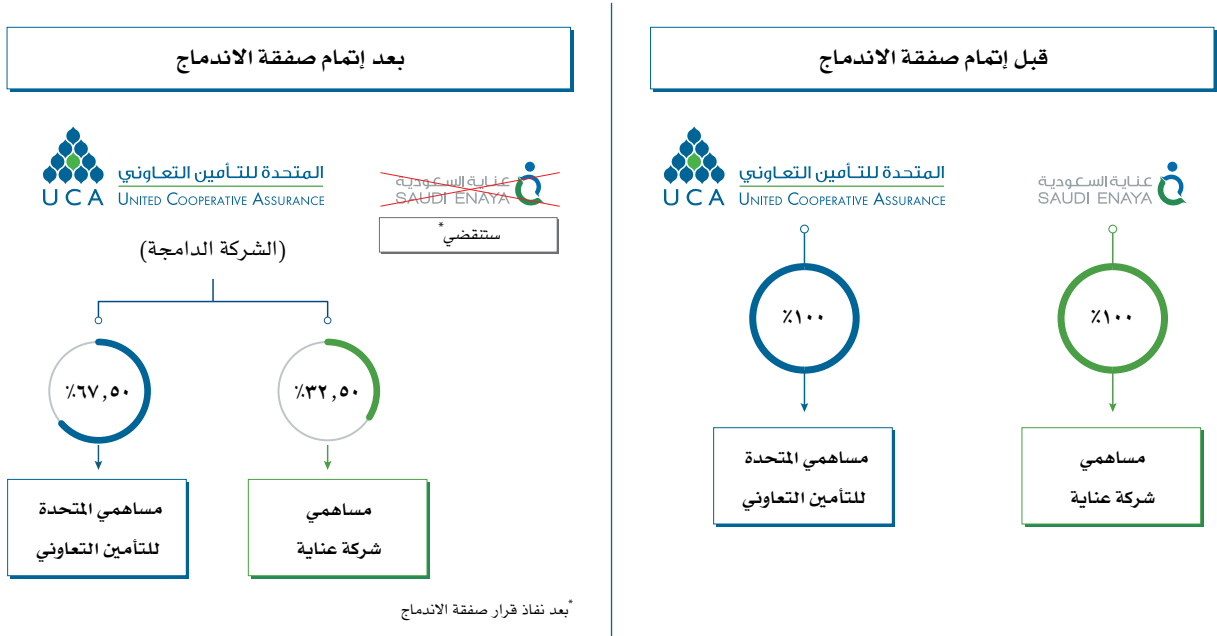 قبل إتمام صفقة الاندماج
عناية السعودية
SAUDI ENAYA
المتحدة للتأمين التعاوني
UCA
UNITED COOPERATIVE ASSURANCE
٪١٠٠
٪١٠٠
مساهمي
شركة عناية
مساهمي المتحدة
للتأمين التعاوني
بعد إتمام صفقة الاندماج
عناية السعودية
SAUDI ENAYA
ستنقضي*
المتحدة للتأمين التعاوني
UCA
UNITED COOPERATIVE ASSURANCE
(الشركة الدامجة)
٪٣٢,٥٠
٪٦٧,٥٠
مساهمي
شركة عناية
مساهمي المتحدة
للتأمين التعاوني
*بعد نفاذ قرار صفقة الاندماج